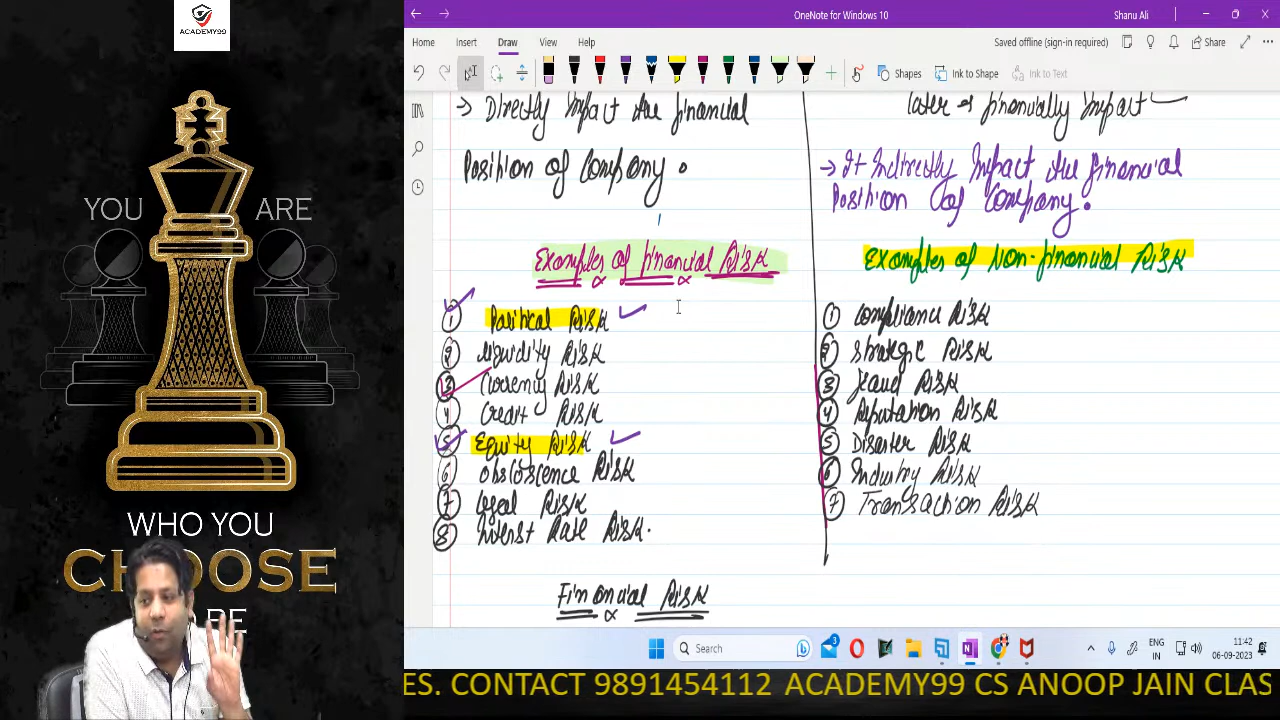 ACADEMY99
YOU ARE
WHO YOU
CHOOSE
RE
OneNote for Windows 10
Shanu Ali
Home Insert Draw View Help
Saved offline (sign-in required)
Share
Shapes
Ink to Shape
Ink to Text
→ Directly Impact the financial
Position of Company.
Examples of financial Risk
① Political Risk
② Liquidity Risk
③ Currency Risk
④ Credit Risk
⑤ Equity Risk
⑥ Obsolscence Risk
⑦ Legal Risk
⑧ Interst Rate Risk.
Financial Risk
later → financially impact
→ It Indirectly Impact the financial
Position of Company.
Examples of Non-financial Risk
① Compliance Risk
② Strategic Risk
③ Fraud Risk
④ Reputation Risk
⑤ Disaster Risk
⑥ Industry Risk
⑦ Transaction Risk
Search
3
ENG
IN
11:42
06-09-2023
ES. CONTACT 9891454112 ACADEMY99 CS ANOOP JAIN CLAS